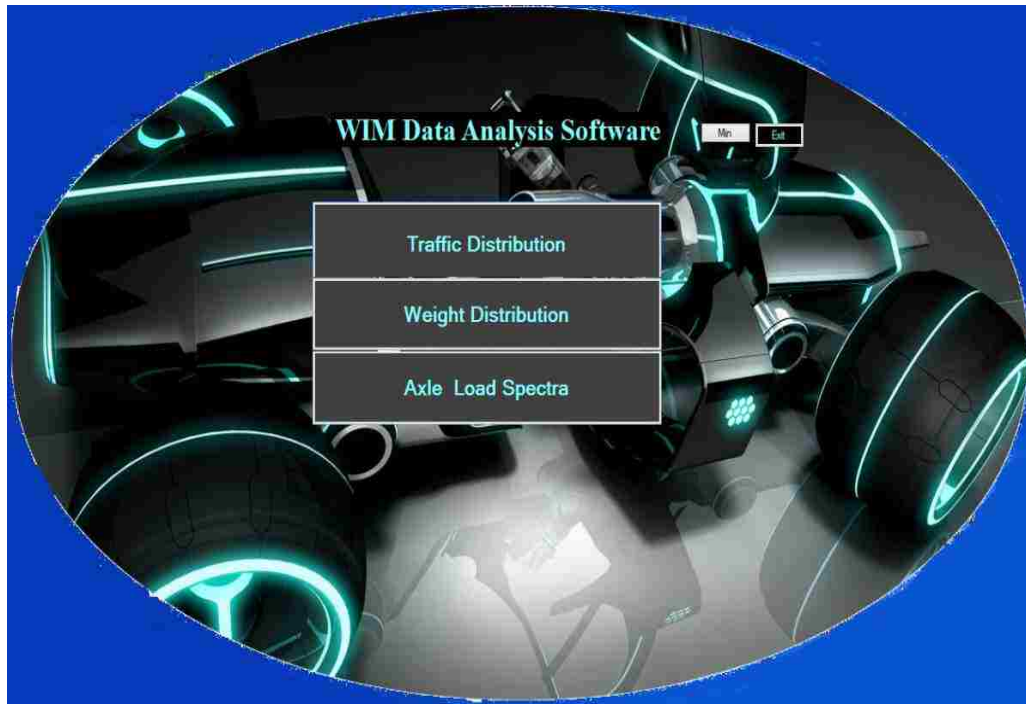 WIM Data Analysis Software
Min
Exit
Traffic Distribution
Weight Distribution
Axle Load Spectra